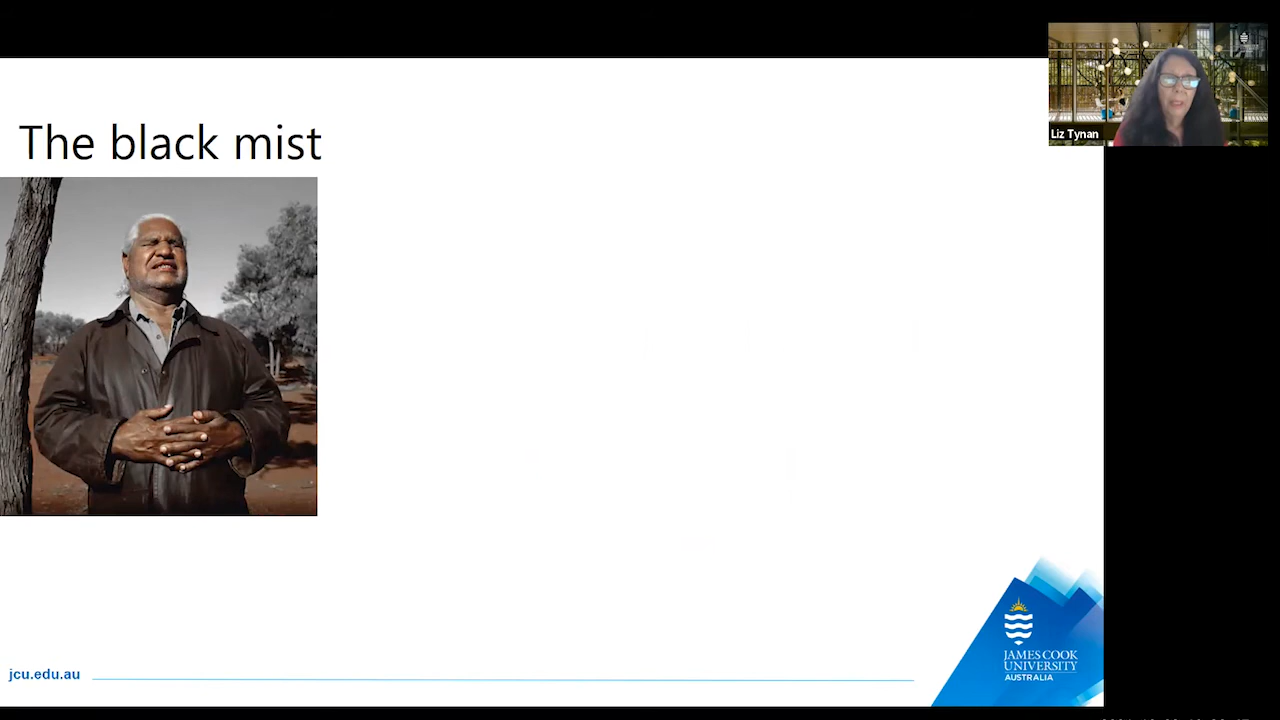 The black mist
Liz Tynan
JAMES COOK
UNIVERSITY
AUSTRALIA
jcu.edu.au